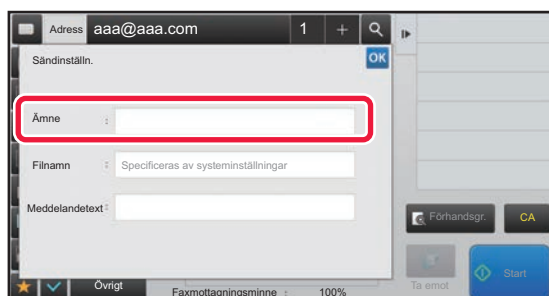 Adress aaa@aaa.com 1 +
Sändinställn. OK
Ämne :
Filnamn : Specificeras av systeminställningar
Meddelandetext :
Förhandsgr. CA
Övrigt Faxmottagningsminne : 100% Ta emot Start